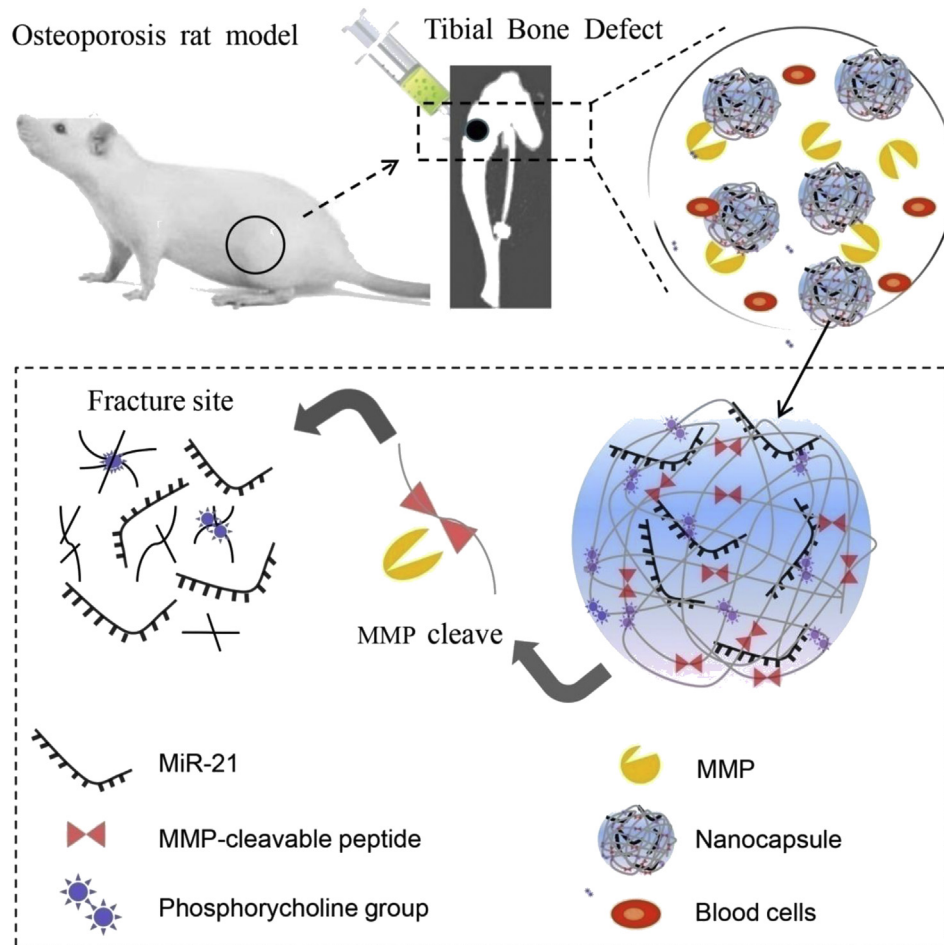 Osteoporosis rat model
Tibial Bone Defect
Fracture site
MMP cleave
MiR-21
MMP
MMP-cleavable peptide
Nanocapsule
Phosphorycholine group
Blood cells